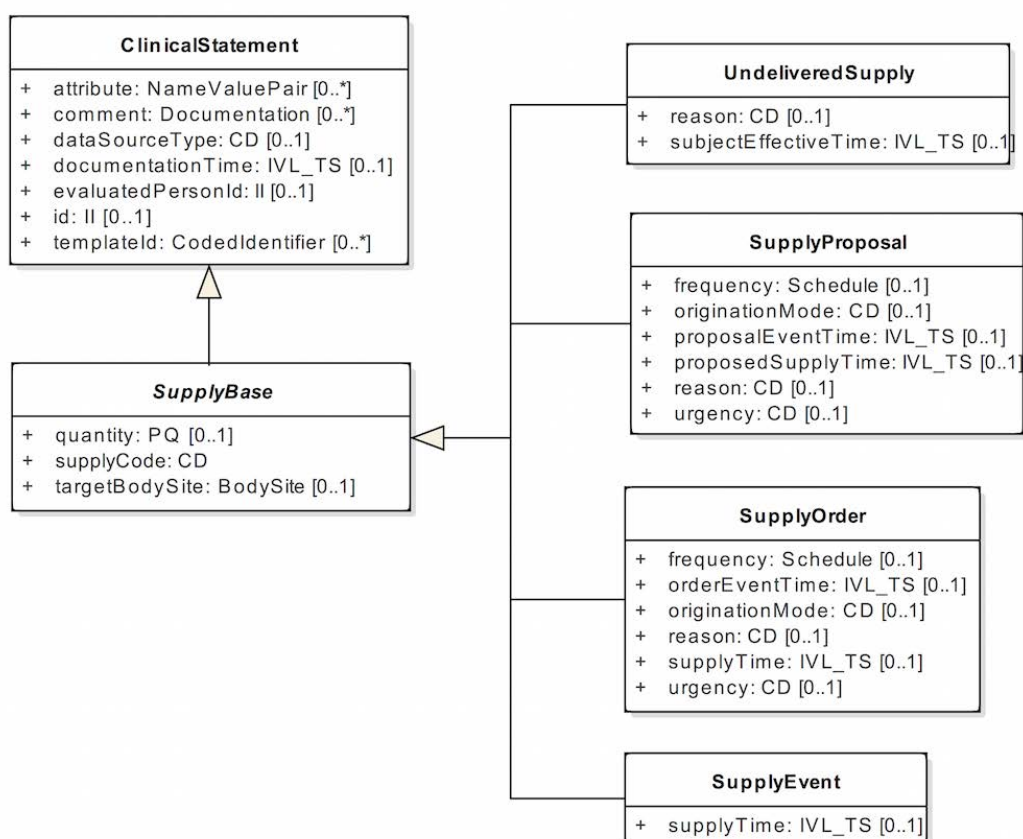 ClinicalStatement
+ attribute: NameValuePair [0..*]
+ comment: Documentation [0..*]
+ dataSourceType: CD [0..1]
+ documentationTime: IVL_TS [0..1]
+ evaluatedPersonId: II [0..1]
+ id: II [0..1]
+ templateId: CodedIdentifier [0..*]
SupplyBase
+ quantity: PQ [0..1]
+ supplyCode: CD
+ targetBodySite: BodySite [0..1]
UndeliveredSupply
+ reason: CD [0..1]
+ subjectEffectiveTime: IVL_TS [0..1]
SupplyProposal
+ frequency: Schedule [0..1]
+ originationMode: CD [0..1]
+ proposalEventTime: IVL_TS [0..1]
+ proposedSupplyTime: IVL_TS [0..1]
+ reason: CD [0..1]
+ urgency: CD [0..1]
SupplyOrder
+ frequency: Schedule [0..1]
+ orderEventTime: IVL_TS [0..1]
+ originationMode: CD [0..1]
+ reason: CD [0..1]
+ supplyTime: IVL_TS [0..1]
+ urgency: CD [0..1]
SupplyEvent
+ supplyTime: IVL_TS [0..1]